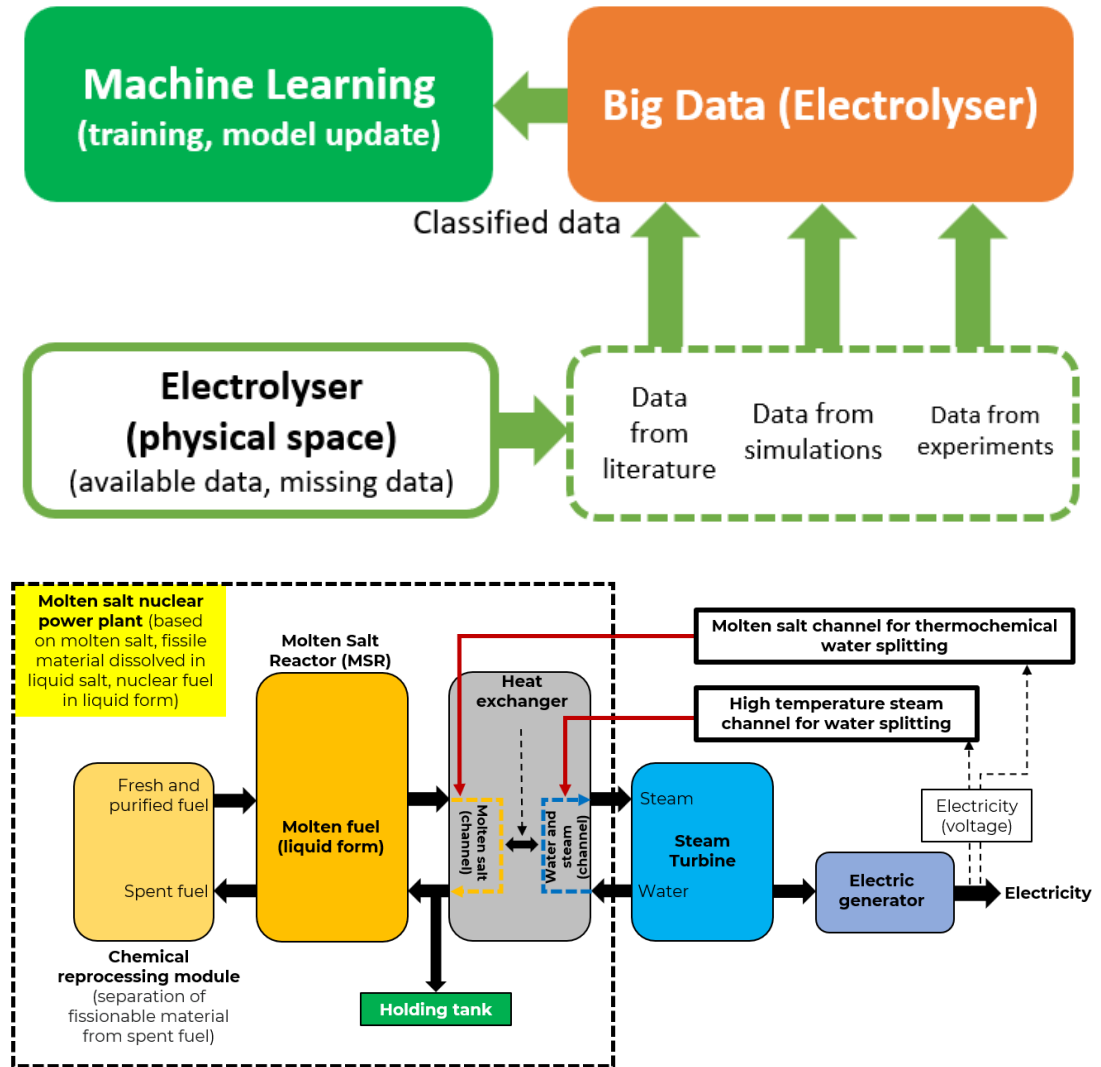 Machine Learning
(training, model update)
Big Data (Electrolyser)
Classified data
Electrolyser
(physical space)
(available data, missing data)
Data
from
literature
Data from
simulations
Data from
experiments
Molten salt nuclear
power plant (based
on molten salt, fissile
material dissolved in
liquid salt, nuclear fuel
in liquid form)
Molten Salt
Reactor (MSR)
Heat
exchanger
Molten salt channel for thermochemical
water splitting
High temperature steam
channel for water splitting
Fresh and
purified fuel
Spent fuel
Molten fuel
(liquid form)
Molten salt
(channel)
Water and
steam
(channel)
Steam
Steam
Turbine
Water
Electricity
(voltage)
Electric
generator
Electricity
Chemical
reprocessing module
(separation of
fissionable material
from spent fuel)
Holding tank